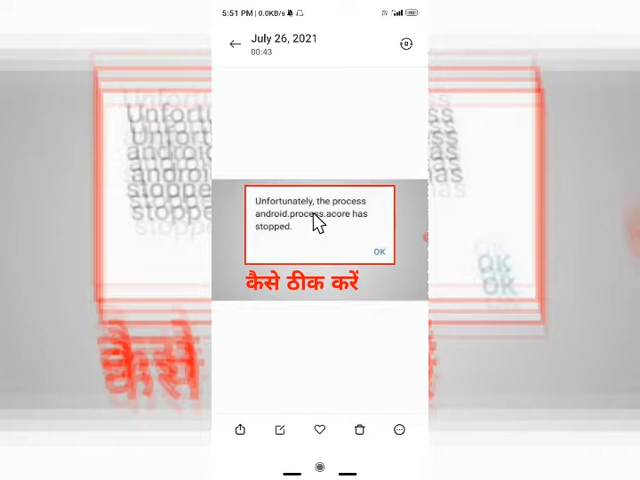 5:51 PM | 0.0KB/s
July 26, 2021
00:43
Unfortunately, the process
android.process.acore has
stopped.
OK
कैसे ठीक करें